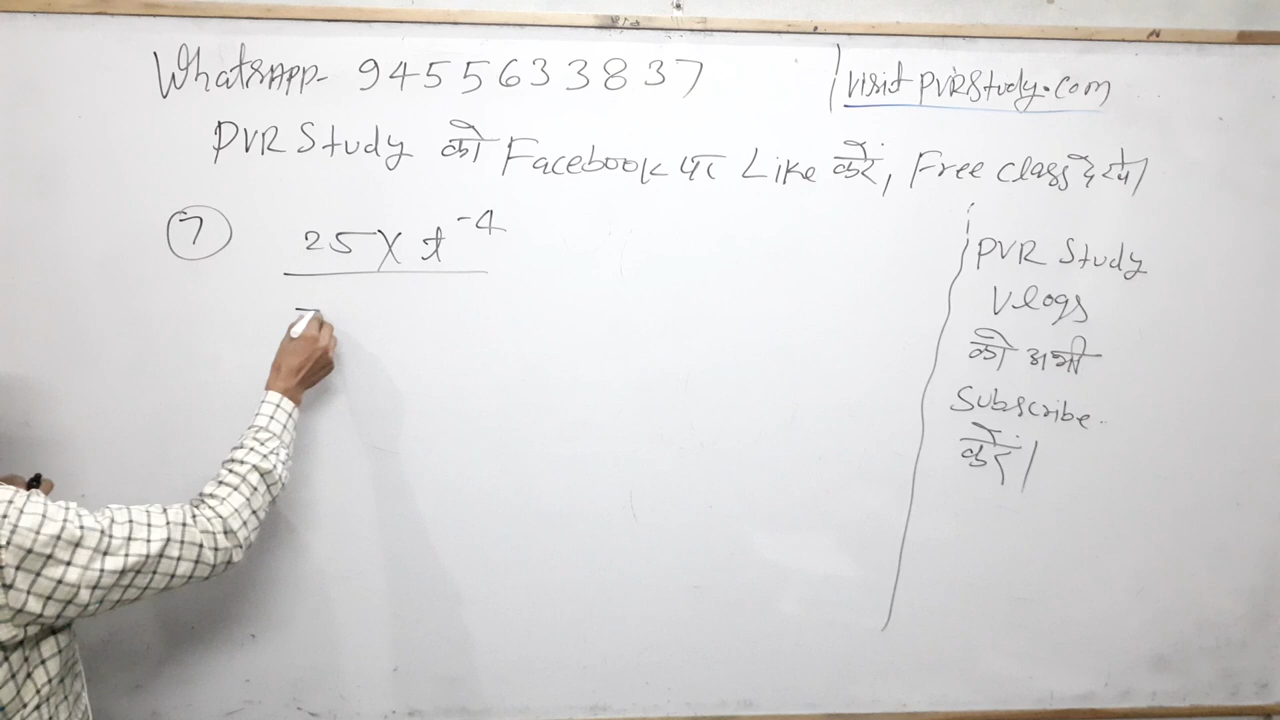 WhatsApp- 9455633837
visit PVRStudy.com
PVR Study को Facebook पर Like करें, Free class देखें।
7
25 X t⁻⁴
PVR Study
Vlogs
को अभी
Subscribe
करें।